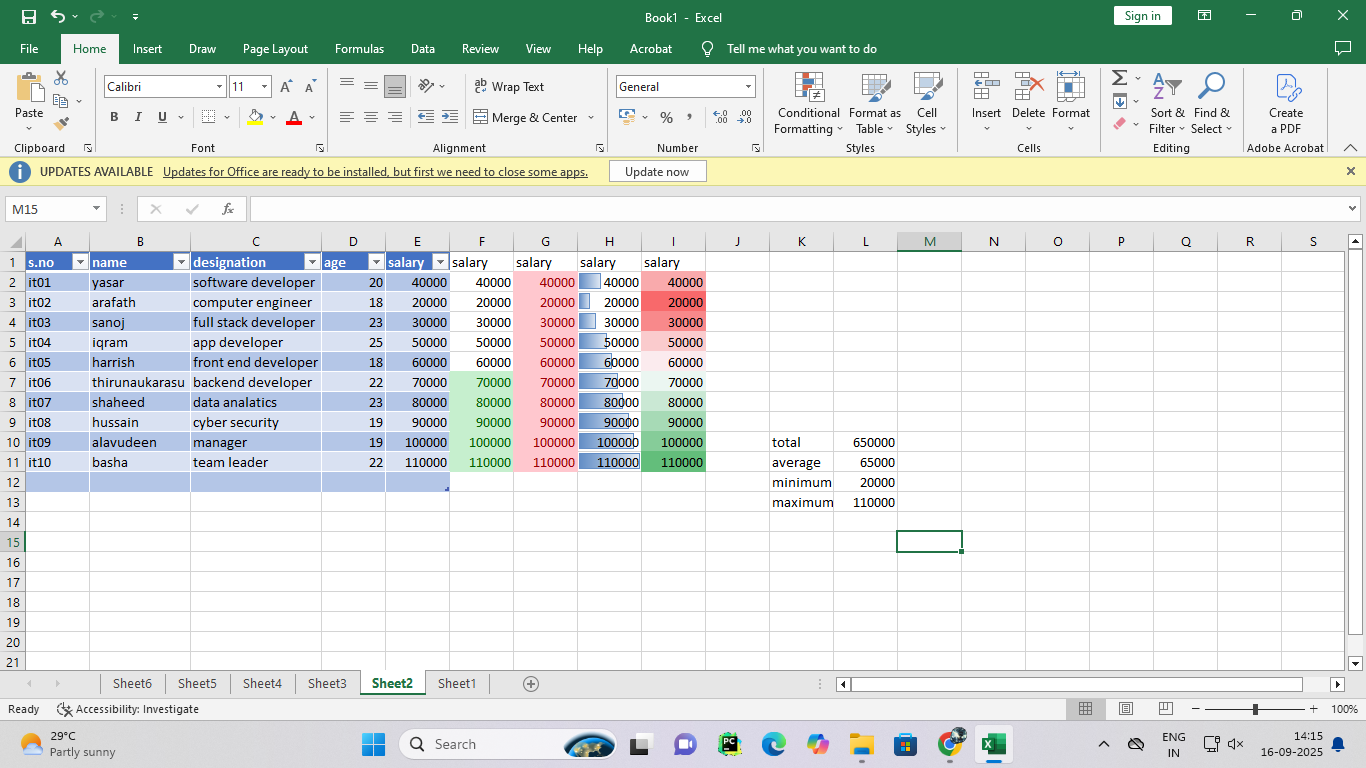 Book1 - Excel
Sign in
File Home Insert Draw Page Layout Formulas Data Review View Help Acrobat Tell me what you want to do
Calibri 11 ab Wrap Text General
Paste B I U Merge & Center % , Conditional Formatting Format as Table Cell Styles Insert Delete Format Sort & Filter Find & Select Create a PDF
Clipboard Font Alignment Number Styles Cells Editing Adobe Acrobat
UPDATES AVAILABLE Updates for Office are ready to be installed, but first we need to close some apps. Update now
M15 fx
A B C D E F G H I J K L M N O P Q R S
1 s.no name designation age salary salary salary salary salary
2 it01 yasar software developer 20 40000 40000 40000 40000 40000
3 it02 arafath computer engineer 18 20000 20000 20000 20000 20000
4 it03 sanoj full stack developer 23 30000 30000 30000 30000 30000
5 it04 iqram app developer 25 50000 50000 50000 50000 50000
6 it05 harrish front end developer 18 60000 60000 60000 60000 60000
7 it06 thirunaukarasu backend developer 22 70000 70000 70000 70000 70000
8 it07 shaheed data analatics 23 80000 80000 80000 80000 80000
9 it08 hussain cyber security 19 90000 90000 90000 90000 90000
10 it09 alavudeen manager 19 100000 100000 100000 100000 100000 total 650000
11 it10 basha team leader 22 110000 110000 110000 110000 110000 average 65000
12 minimum 20000
13 maximum 110000
14
15
16
17
18
19
20
21
Sheet6 Sheet5 Sheet4 Sheet3 Sheet2 Sheet1
Ready Accessibility: Investigate 100%
29°C
Partly sunny
Search
ENG
IN
14:15
16-09-2025